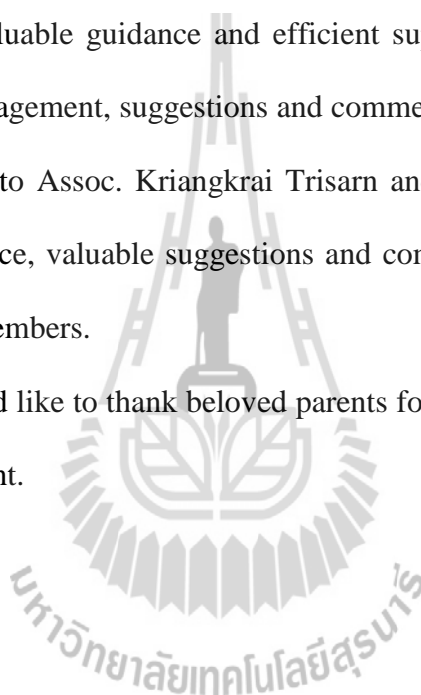 luable guidance and efficient su
agement, suggestions and comme
to Assoc. Kriangkrai Trisarn an
ce, valuable suggestions and con
embers.
d like to thank beloved parents fo
nt.
มหาวิทยาลัยเทคโนโลยีสุรนารี